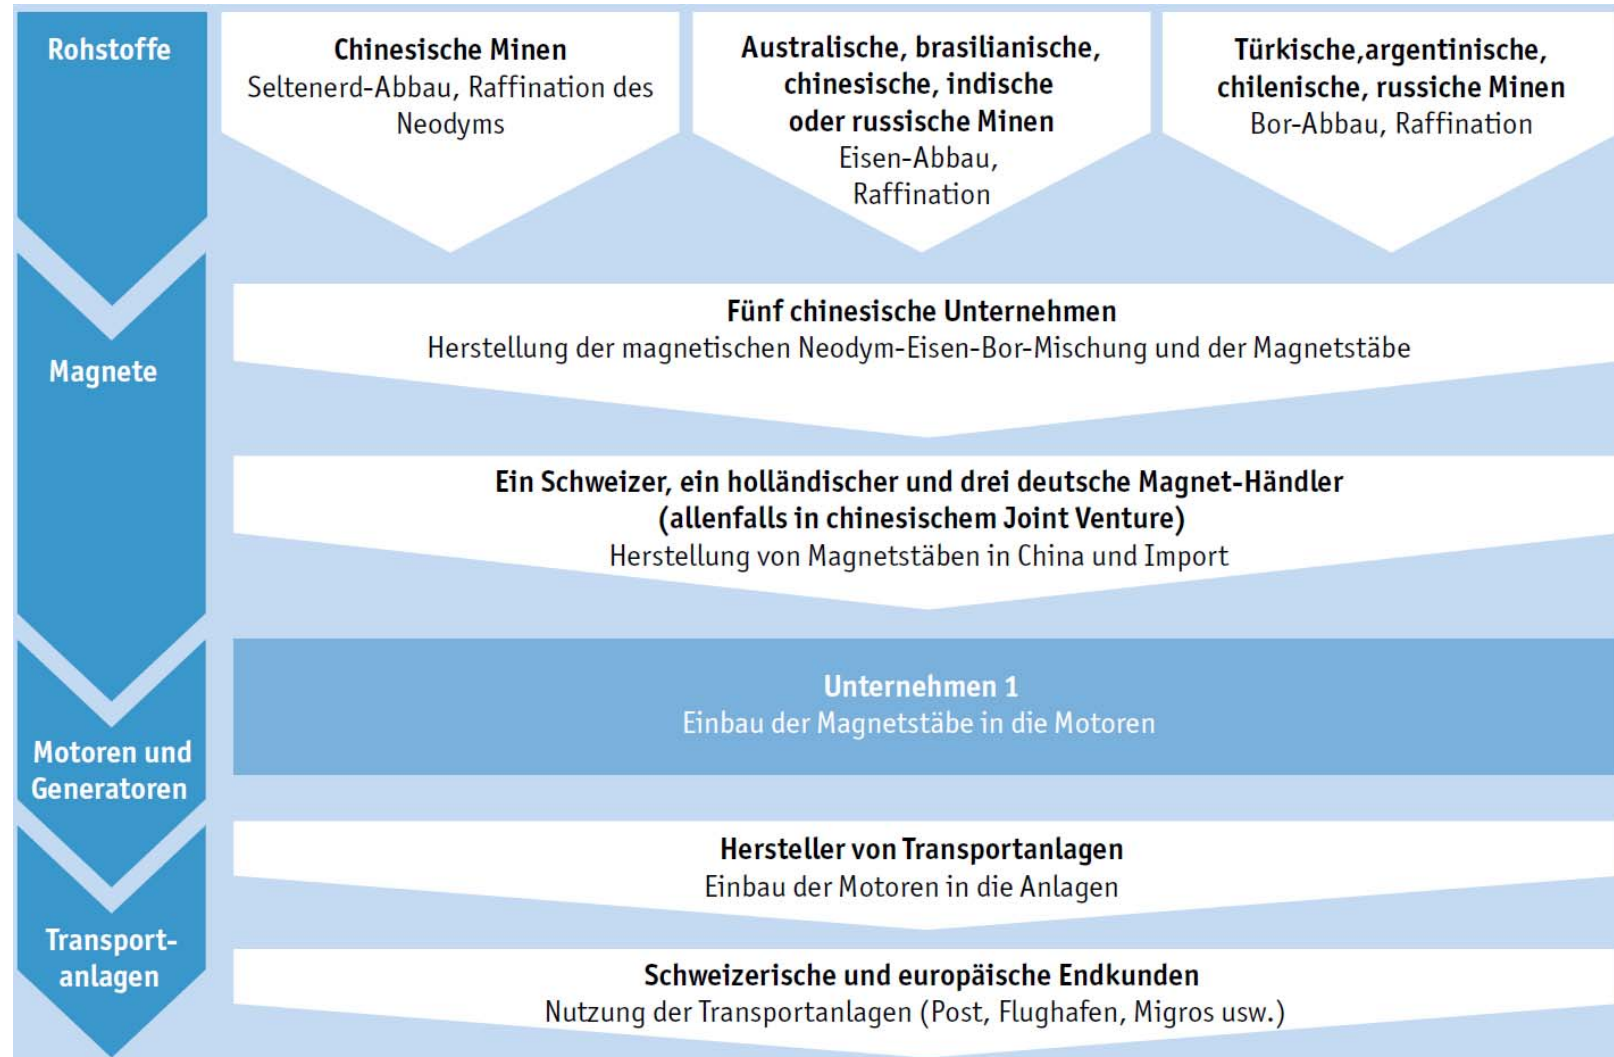 Rohstoffe
Chinesische Minen
Seltenerd-Abbau, Raffination des
Neodyms
Australische, brasilianische,
chinesische, indische
oder russische Minen
Eisen-Abbau,
Raffination
Türkische,argentinische,
chilenische, russiche Minen
Bor-Abbau, Raffination
Magnete
Fünf chinesische Unternehmen
Herstellung der magnetischen Neodym-Eisen-Bor-Mischung und der Magnetstäbe
Ein Schweizer, ein holländischer und drei deutsche Magnet-Händler
(allenfalls in chinesischem Joint Venture)
Herstellung von Magnetstäben in China und Import
Motoren und
Generatoren
Unternehmen 1
Einbau der Magnetstäbe in die Motoren
Transport-
anlagen
Hersteller von Transportanlagen
Einbau der Motoren in die Anlagen
Schweizerische und europäische Endkunden
Nutzung der Transportanlagen (Post, Flughafen, Migros usw.)